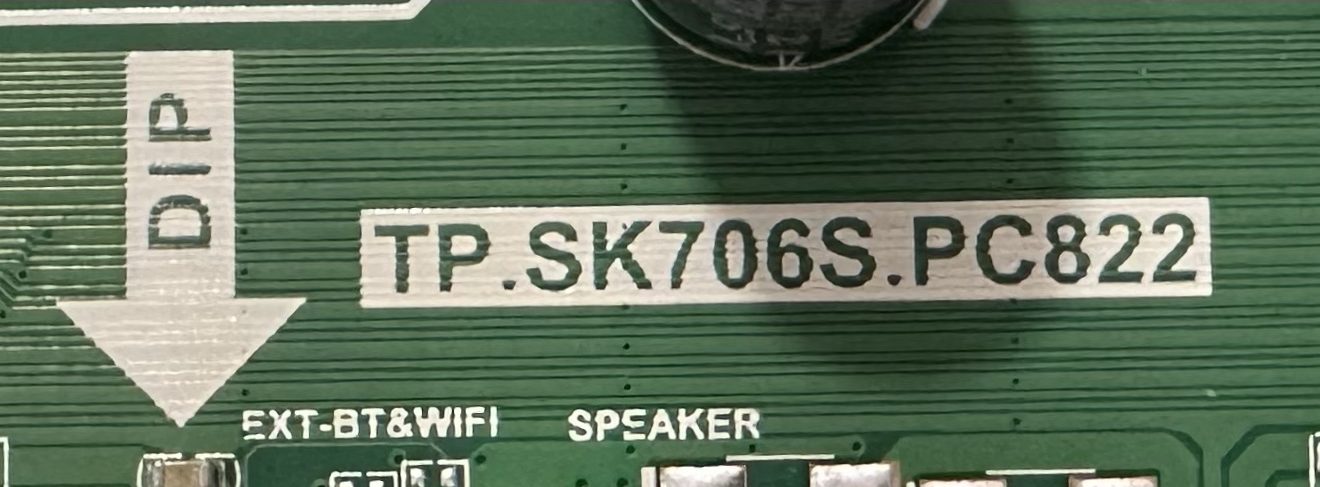 DIP
TP.SK706S.PC822
EXT-BT&WIFI
SPEAKER